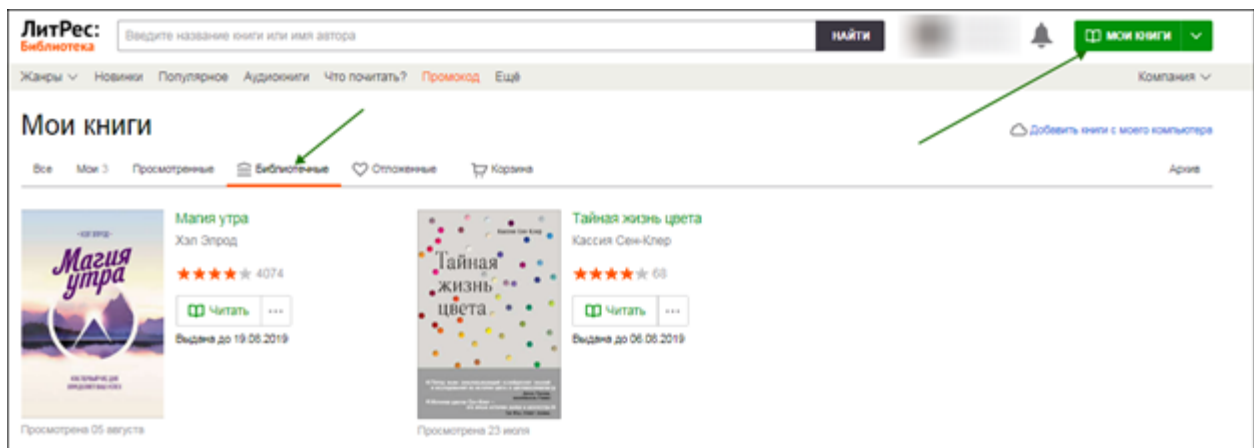 ЛитРес:
Библиотека
Введите название книги или имя автора
НАЙТИ
МОИ КНИГИ
Жанры Новинки Популярное Аудиокниги Что почитать? Промокод Ещё Компания
Мои книги
Добавить книги с моего компьютера
Все Мои 3 Просмотренные Библиотечные Отложенные Корзина Архив
Магия утра
Хэл Элрод
4074
Читать ...
Выдана до 19.08.2019
Магия
утра
Просмотрена 05 августа
Тайная жизнь цвета
Кассия Сен-Клер
68
Читать ...
Выдана до 06.08.2019
Тайная
жизнь
цвета
Просмотрена 23 июля